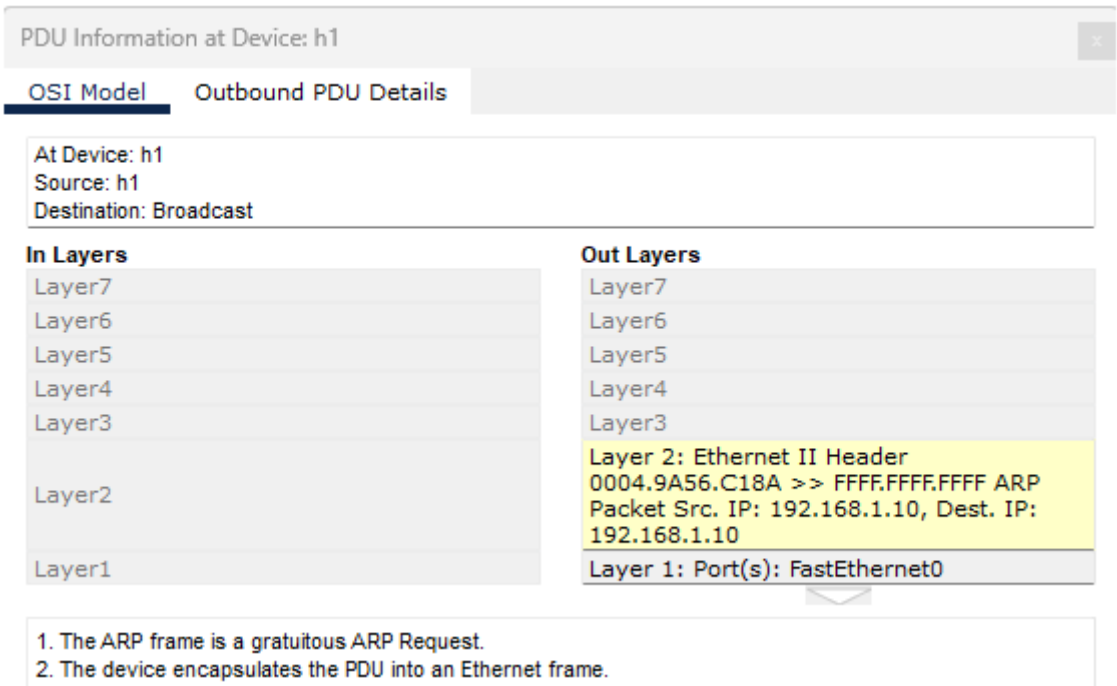 PDU Information at Device: h1
x
OSI Model
Outbound PDU Details
At Device: h1
Source: h1
Destination: Broadcast
In Layers
Layer7
Layer6
Layer5
Layer4
Layer3
Layer2
Layer1
Out Layers
Layer7
Layer6
Layer5
Layer4
Layer3
Layer 2: Ethernet II Header
0004.9A56.C18A >> FFFF.FFFF.FFFF ARP
Packet Src. IP: 192.168.1.10, Dest. IP:
192.168.1.10
Layer 1: Port(s): FastEthernet0
1. The ARP frame is a gratuitous ARP Request.
2. The device encapsulates the PDU into an Ethernet frame.